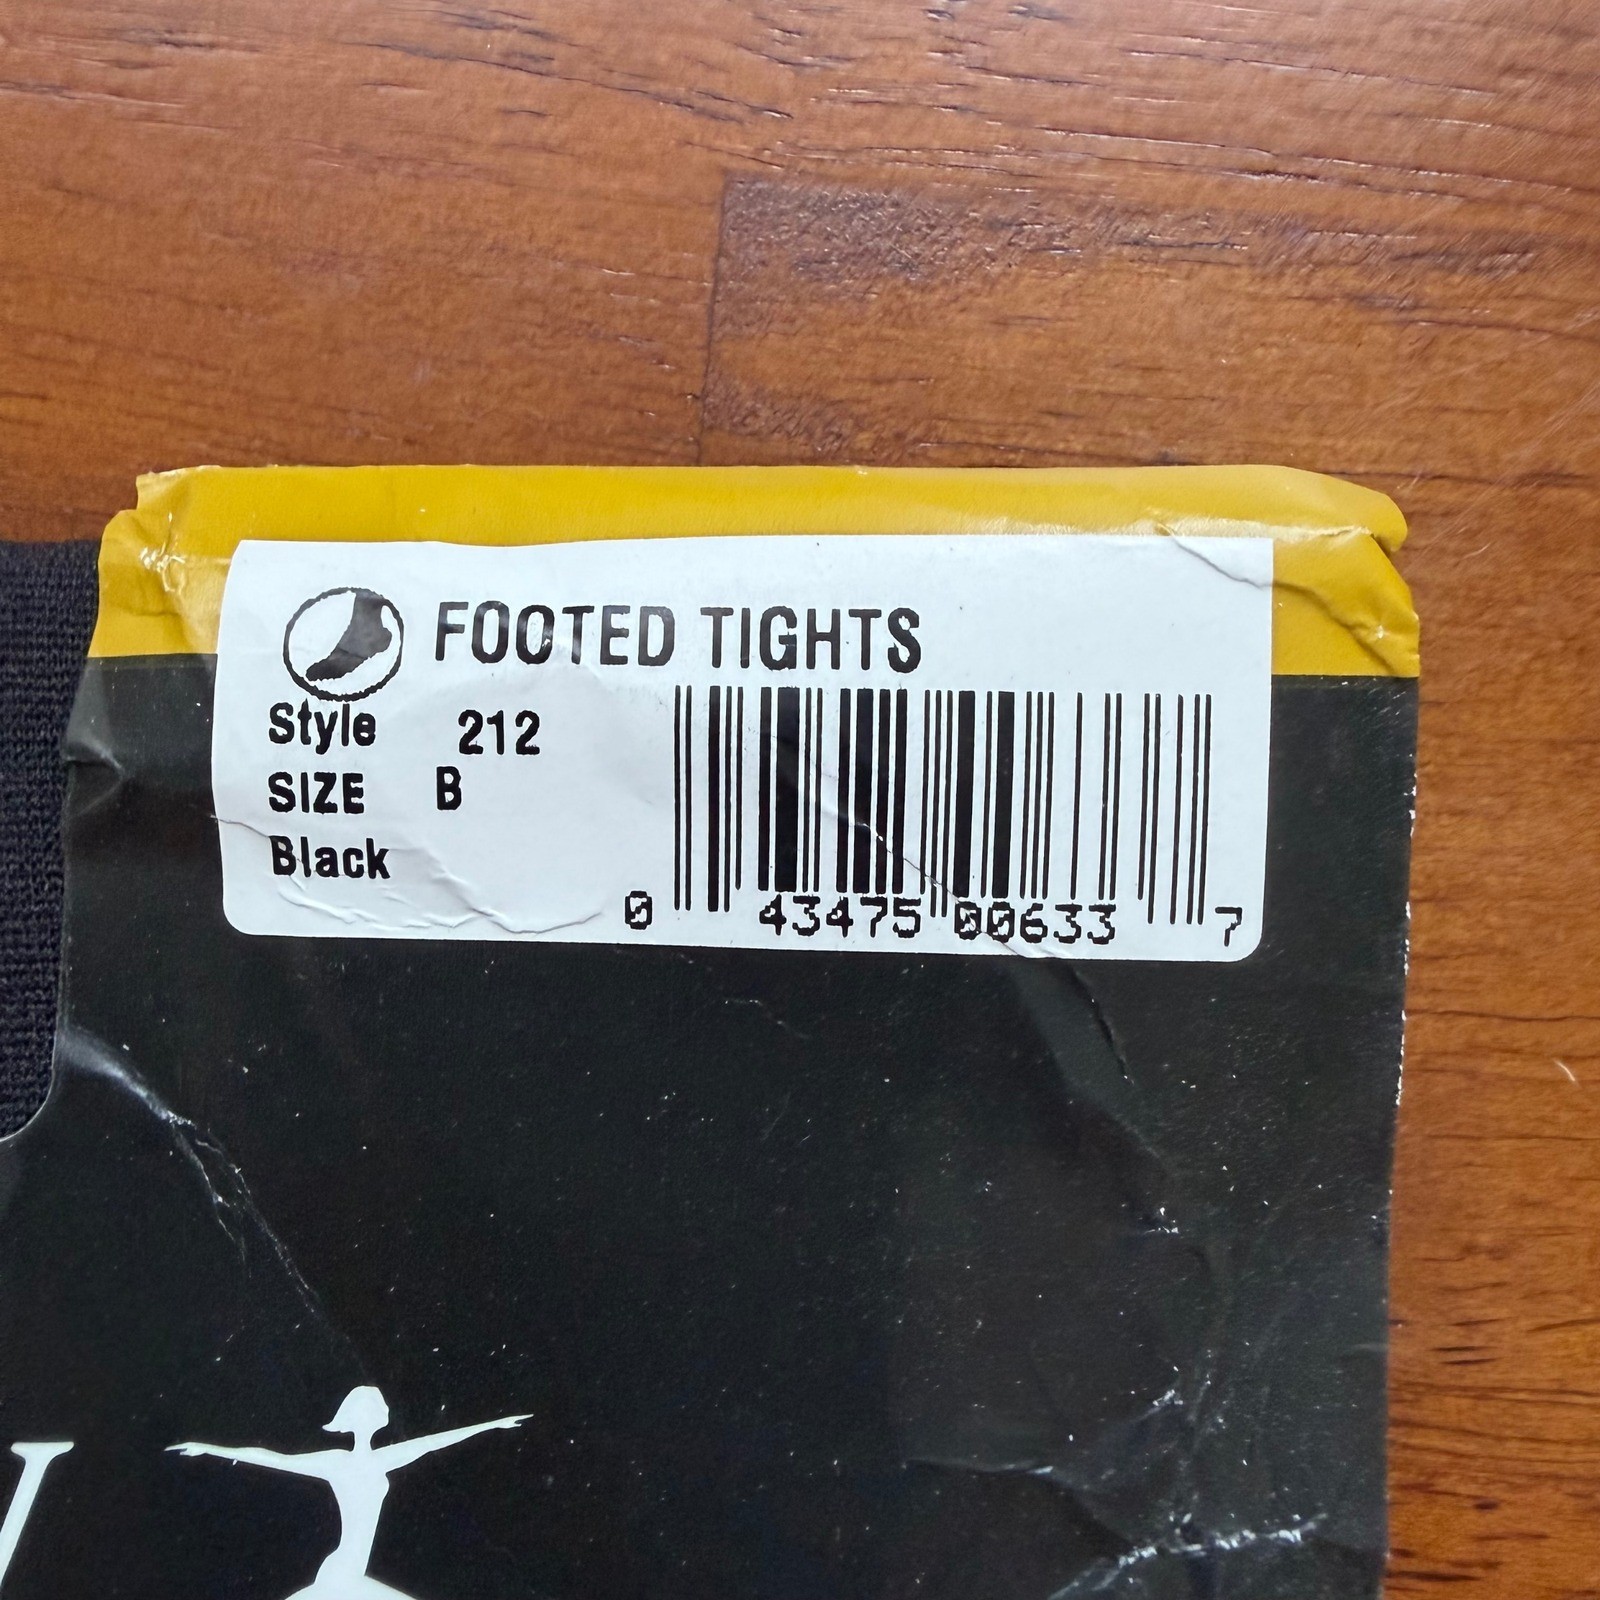 FOOTED TIGHTS
Style 212
SIZE B
Black
0 43475 00633 7